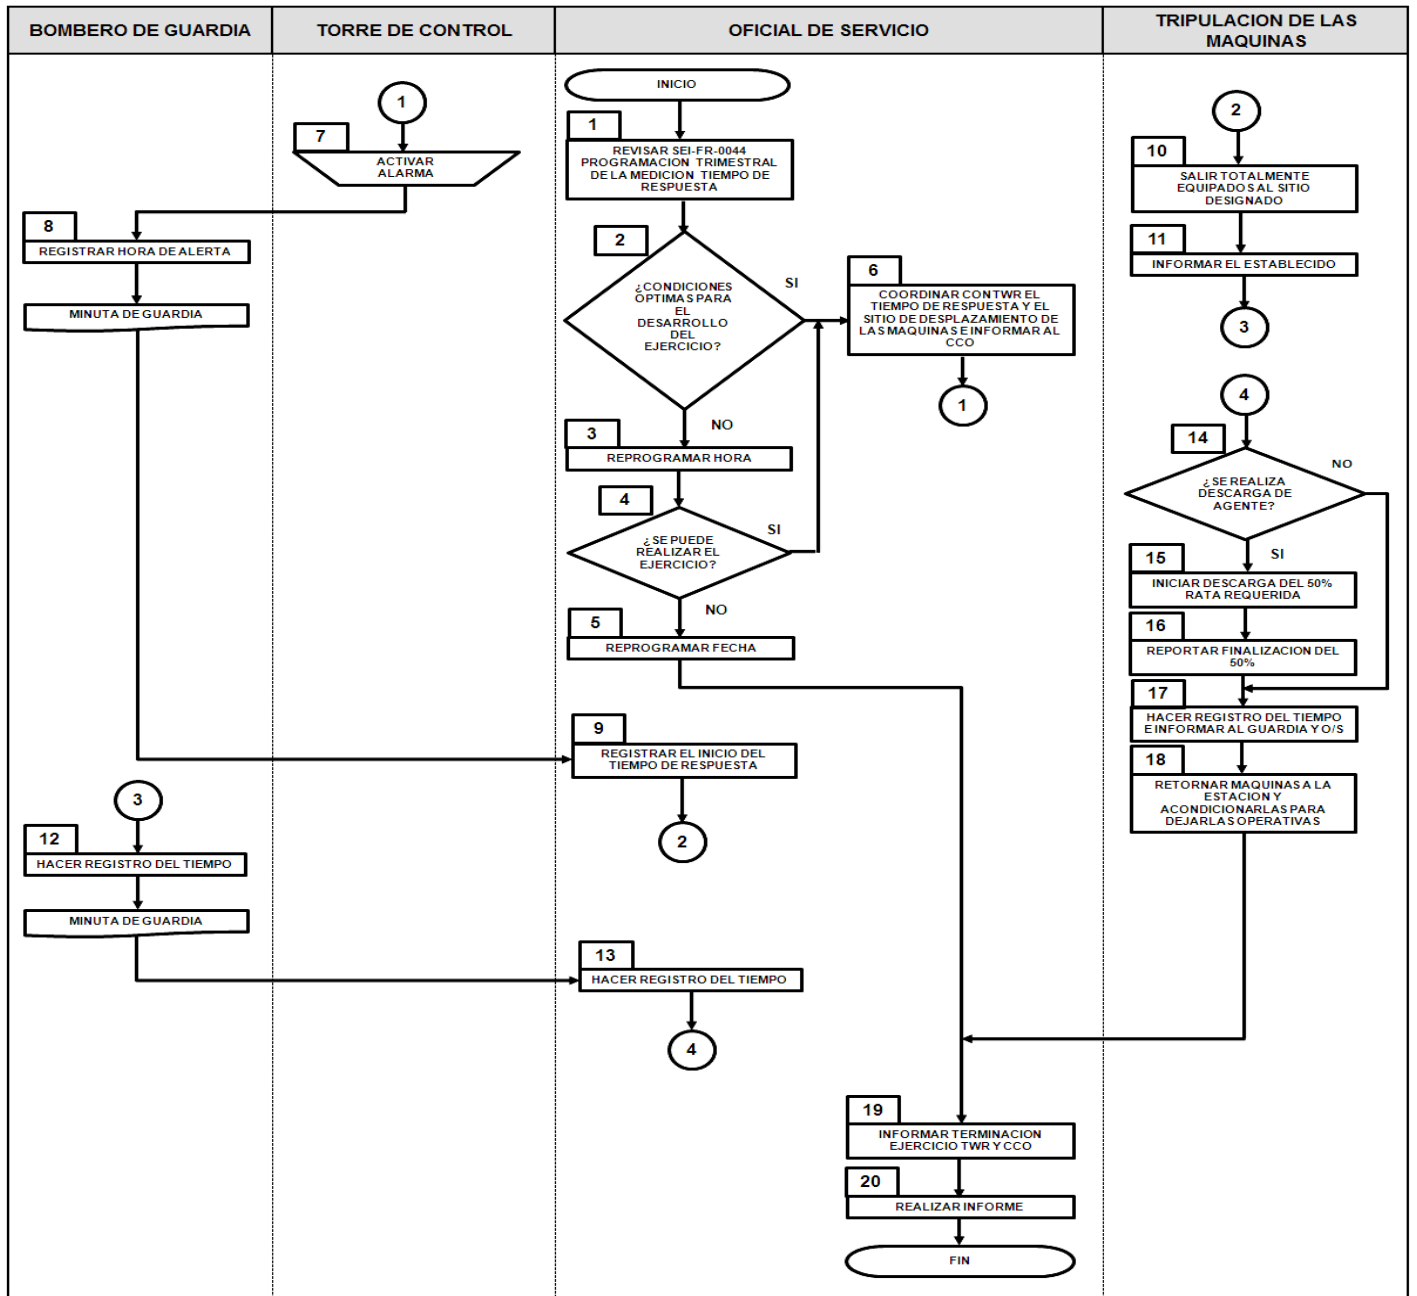 BOMBERO DE GUARDIA
TORRE DE CONTROL
OFICIAL DE SERVICIO
TRIPULACION DE LAS
MAQUINAS
INICIO
1
REVISAR SEI-FR-0044
PROGRAMACION TRIMESTRAL
DE LA MEDICION TIEMPO DE
RESPUESTA
2
¿CONDICIONES
OPTIMAS PARA
EL
DESARROLLO
DEL
EJERCICIO?
SI
NO
3
REPROGRAMAR HORA
4
¿SE PUEDE
REALIZAR EL
EJERCICIO?
SI
NO
5
REPROGRAMAR FECHA
6
COORDINAR CON TWR EL
TIEMPO DE RESPUESTA Y EL
SITIO DE DESPLAZAMIENTO DE
LAS MAQUINAS E INFORMAR AL
CCO
1
1
7
ACTIVAR
ALARMA
8
REGISTRAR HORA DE ALERTA
MINUTA DE GUARDIA
9
REGISTRAR EL INICIO DEL
TIEMPO DE RESPUESTA
2
2
10
SALIR TOTALMENTE
EQUIPADOS AL SITIO
DESIGNADO
11
INFORMAR EL ESTABLECIDO
3
3
12
HACER REGISTRO DEL TIEMPO
MINUTA DE GUARDIA
13
HACER REGISTRO DEL TIEMPO
4
4
14
¿SE REALIZA
DESCARGA DE
AGENTE?
NO
SI
15
INICIAR DESCARGA DEL 50%
RATA REQUERIDA
16
REPORTAR FINALIZACION DEL
50%
17
HACER REGISTRO DEL TIEMPO
E INFORMAR AL GUARDIA Y O/S
18
RETORNAR MAQUINAS A LA
ESTACION Y
ACONDICIONARLAS PARA
DEJARLAS OPERATIVAS
19
INFORMAR TERMINACION
EJERCICIO TWR Y CCO
20
REALIZAR INFORME
FIN